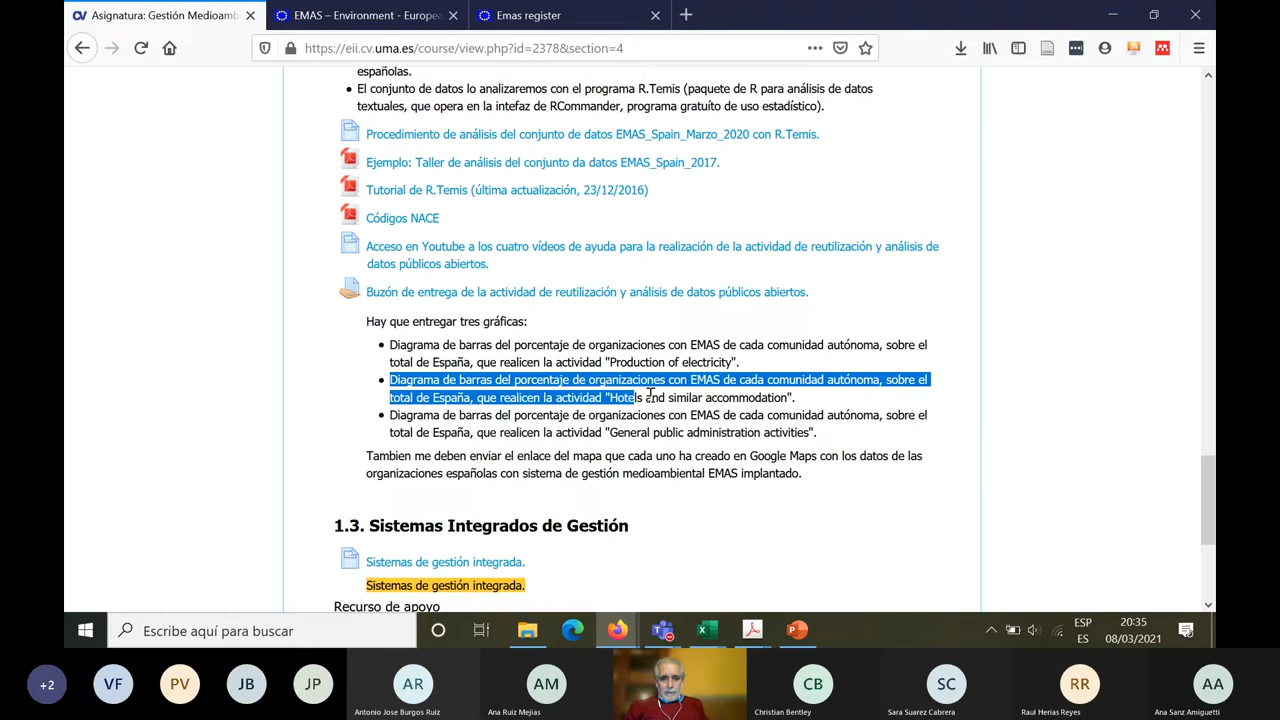 Asignatura: Gestión Medioamb
EMAS – Environment - Europea
Emas register
https://eii.cv.uma.es/course/view.php?id=2378&section=4
españolas.
El conjunto de datos lo analizaremos con el programa R.Temis (paquete de R para análisis de datos
textuales, que opera en la intefaz de RCommander, programa gratuíto de uso estadístico).
Procedimiento de análisis del conjunto de datos EMAS_Spain_Marzo_2020 con R.Temis.
Ejemplo: Taller de análisis del conjunto da datos EMAS_Spain_2017.
Tutorial de R.Temis (última actualización, 23/12/2016)
Códigos NACE
Acceso en Youtube a los cuatro vídeos de ayuda para la realización de la actividad de reutilización y análisis de
datos públicos abiertos.
Buzón de entrega de la actividad de reutilización y análisis de datos públicos abiertos.
Hay que entregar tres gráficas:
Diagrama de barras del porcentaje de organizaciones con EMAS de cada comunidad autónoma, sobre el
total de España, que realicen la actividad "Production of electricity".
Diagrama de barras del porcentaje de organizaciones con EMAS de cada comunidad autónoma, sobre el
total de España, que realicen la actividad "Hotels and similar accommodation".
Diagrama de barras del porcentaje de organizaciones con EMAS de cada comunidad autónoma, sobre el
total de España, que realicen la actividad "General public administration activities".
Tambien me deben enviar el enlace del mapa que cada uno ha creado en Google Maps con los datos de las
organizaciones españolas con sistema de gestión medioambiental EMAS implantado.
1.3. Sistemas Integrados de Gestión
Sistemas de gestión integrada.
Sistemas de gestión integrada.
Recurso de apoyo
Escribe aquí para buscar
ESP
ES
20:35
08/03/2021
+2
VF
PV
JB
JP
AR
AM
CB
SC
RR
AA
Antonio Jose Burgos Ruiz
Ana Ruiz Mejias
Christian Bentley
Sara Suarez Cabrera
Raul Herias Reyes
Ana Sanz Amiguetti